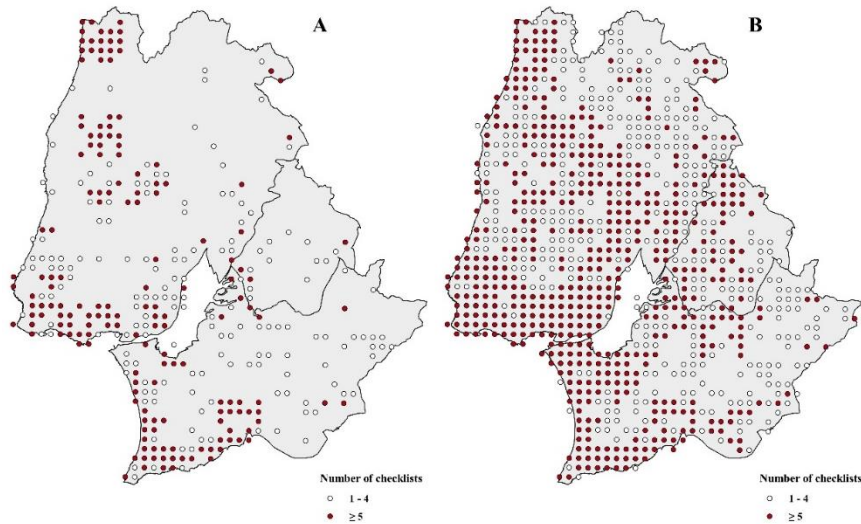 A
B
Number of checklists
1 - 4
≥ 5
Number of checklists
1 - 4
≥ 5